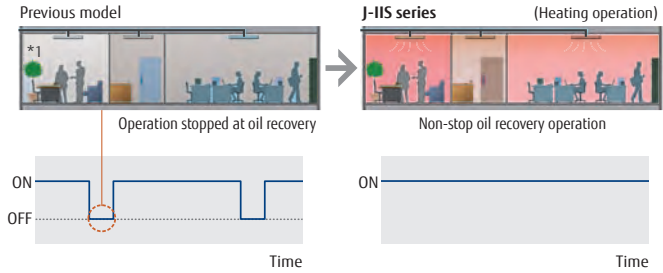 Previous model
J-IIS series (Heating operation)
*1
Operation stopped at oil recovery
Non-stop oil recovery operation
ON
OFF
Time
ON
Time